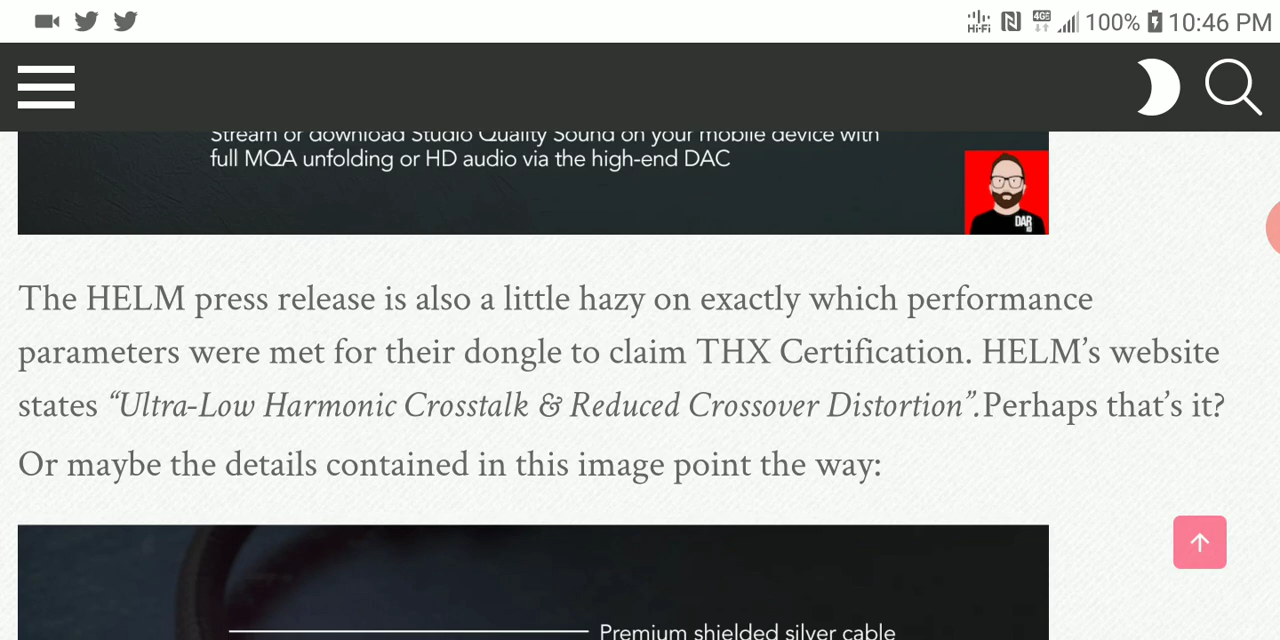 Hi-Fi 4G 100% 10:46 PM
Stream or download Studio Quality Sound on your mobile device with
full MQA unfolding or HD audio via the high-end DAC
DAR
The HELM press release is also a little hazy on exactly which performance
parameters were met for their dongle to claim THX Certification. HELM’s website
states “Ultra-Low Harmonic Crosstalk & Reduced Crossover Distortion”.Perhaps that’s it?
Or maybe the details contained in this image point the way:
Premium shielded silver cable